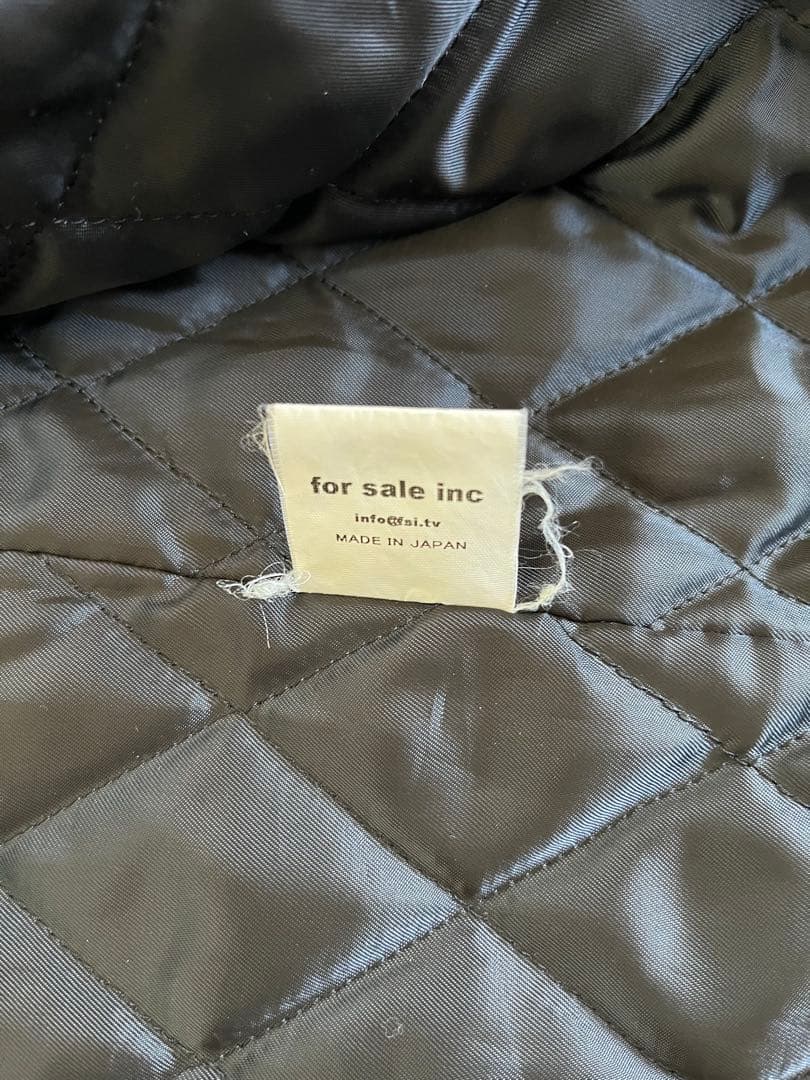 for sale inc
info@fsi.tv
MADE IN JAPAN